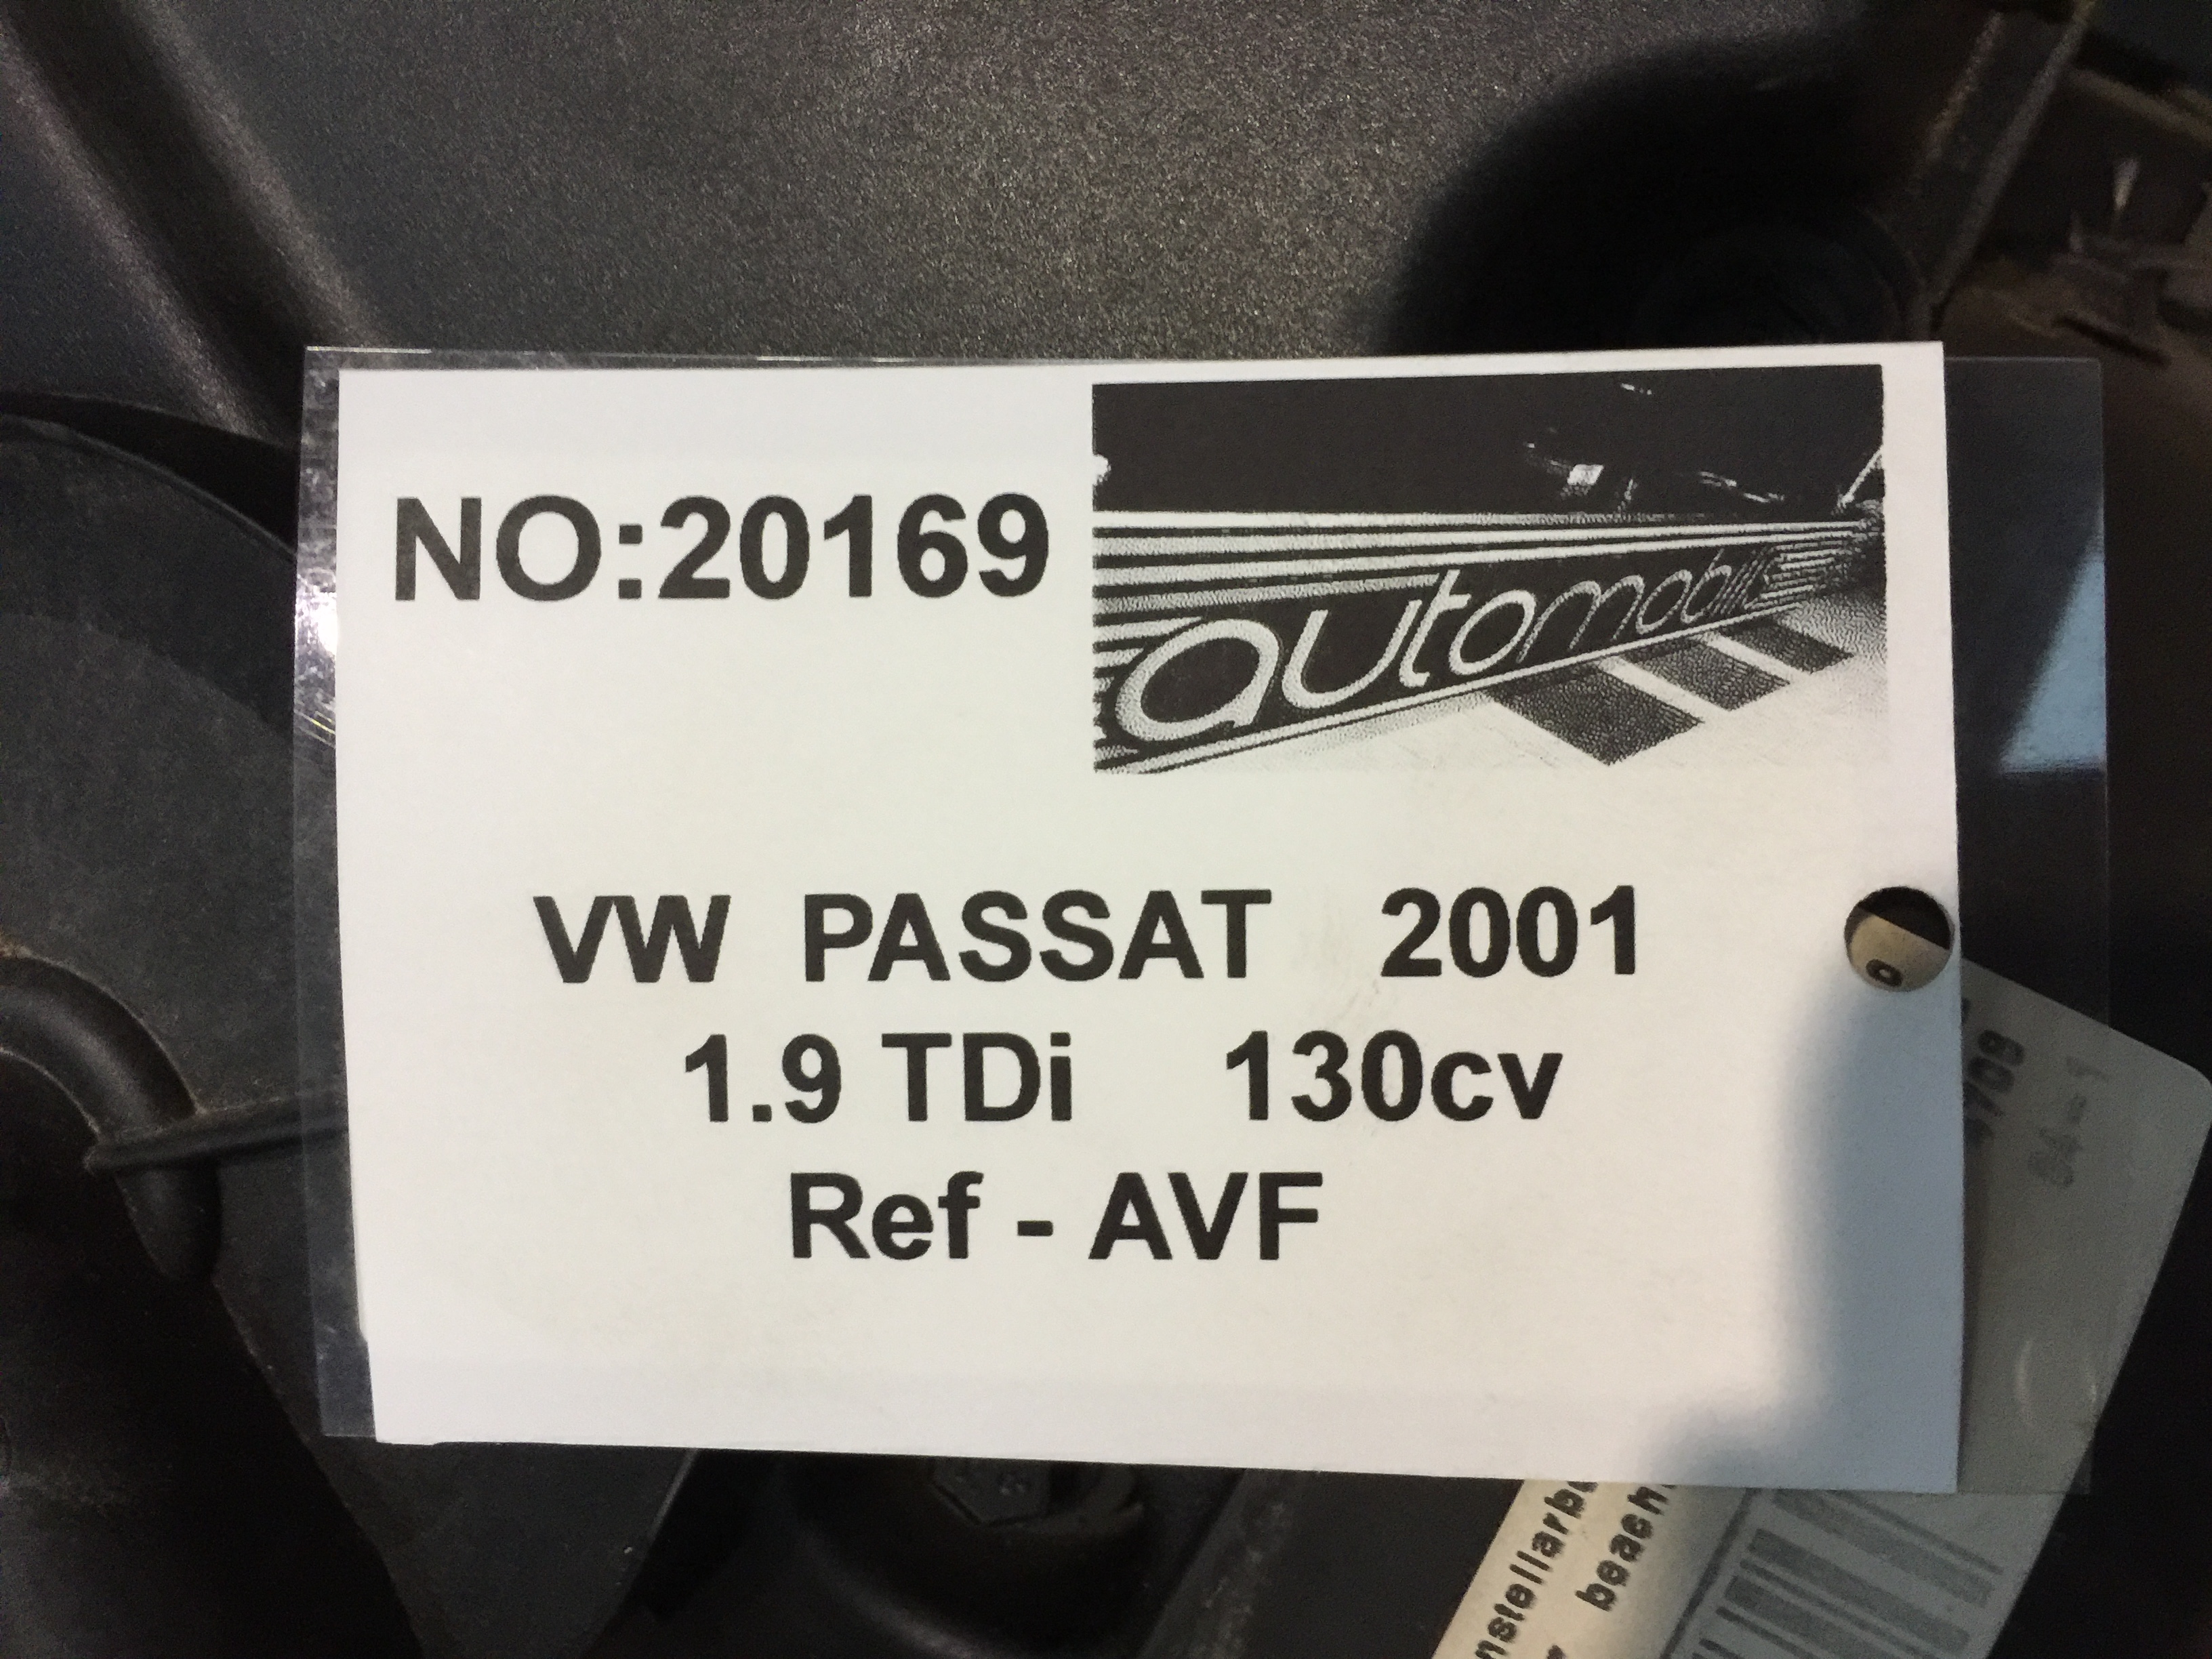 NO:20169
automobile
VW PASSAT 2001
1.9 TDi 130cv
Ref - AVF